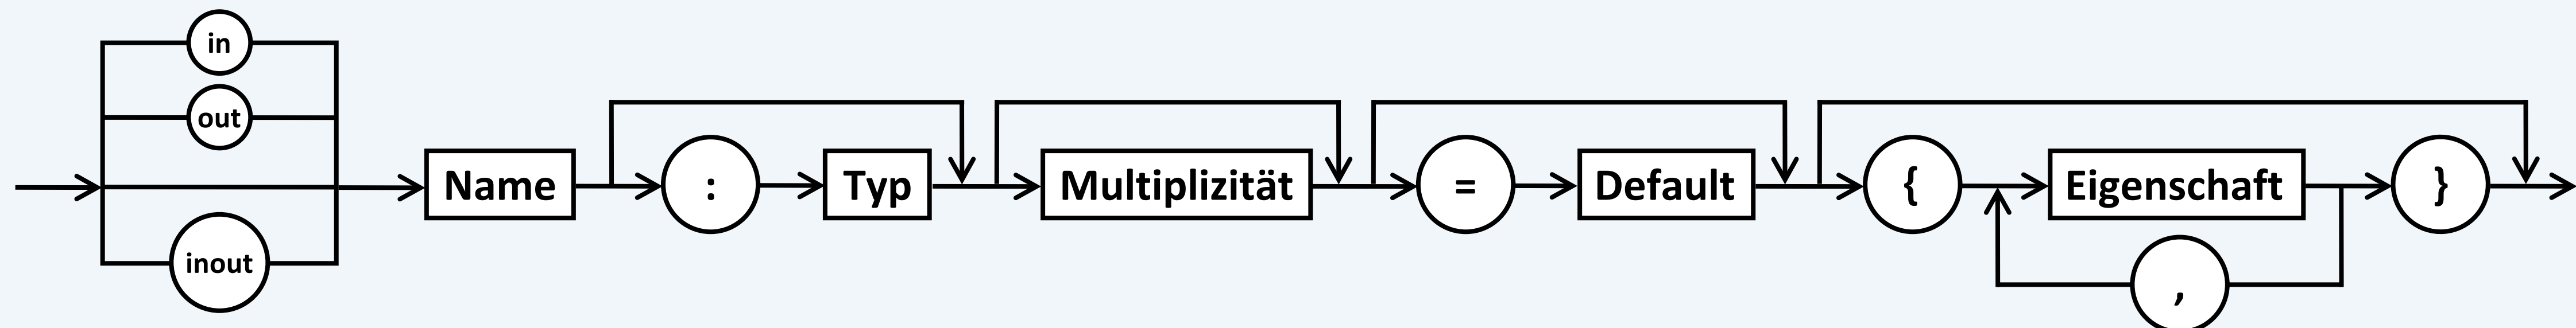 in
out
inout
Name : Typ Multiplizität = Default { Eigenschaft }
,